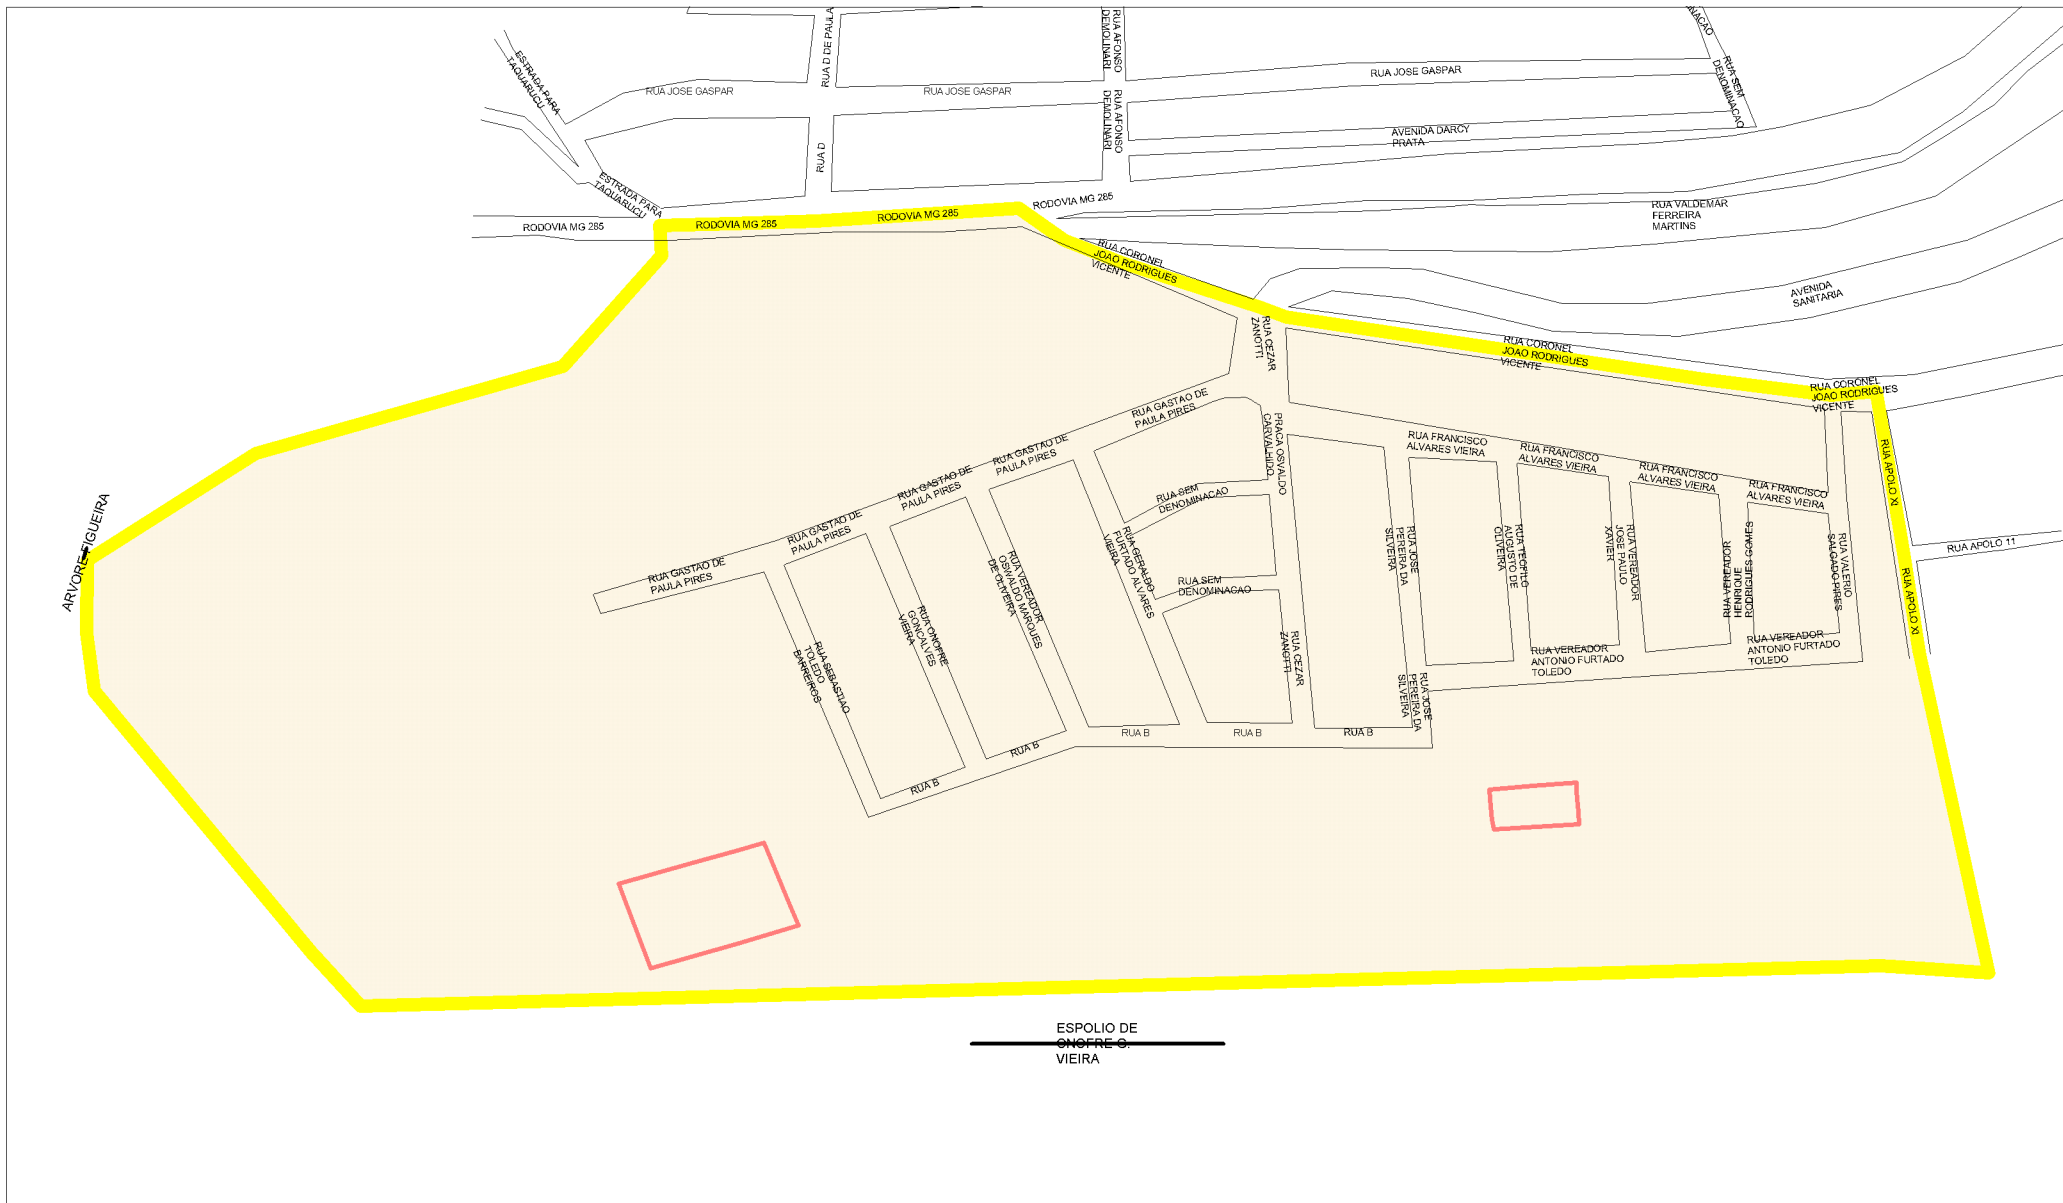 RUA D DE PAULA
RUA AFONSO
DEMOLINARI
NACAO
ESTRADA PARA
TAQUARUCU
RUA JOSE GASPAR
RUA JOSE GASPAR
RUA JOSE GASPAR
RUA SEM
DENOMINACAO
RUA AFONSO
DEMOLINARI
AVENIDA DARCY
PRATA
RUA D
ESTRADA PARA
TAQUARUCU
RODOVIA MG 285
RODOVIA MG 285
RODOVIA MG 285
RODOVIA MG 285
RUA VALDEMAR
FERREIRA
MARTINS
RUA CORONEL
JOAO RODRIGUES
VICENTE
AVENIDA
SANITARIA
RUA CEZAR
ZANOTTI
RUA CORONEL
JOAO RODRIGUES
VICENTE
RUA CORONEL
JOAO RODRIGUES
VICENTE
RUA GASTAO DE
PAULA PIRES
RUA GASTAO DE
PAULA PIRES
RUA GASTAO DE
PAULA PIRES
RUA GASTAO DE
PAULA PIRES
RUA GASTAO DE
PAULA PIRES
PRACA OSVALDO
CARVALHIDO
RUA FRANCISCO
ALVARES VIEIRA
RUA FRANCISCO
ALVARES VIEIRA
RUA FRANCISCO
ALVARES VIEIRA
RUA FRANCISCO
ALVARES VIEIRA
RUA APOLO XI
RUA APOLO 11
RUA APOLO XI
ARVORE FIGUEIRA
RUA SEM
DENOMINACAO
RUA SEM
DENOMINACAO
RUA GERALDO
FURTADO ALVARES
VIEIRA
RUA VEREADOR
OSWALDO MARQUES
DE OLIVEIRA
RUA ONOFRE
GONCALVES
VIEIRA
RUA SEBASTIAO
TOLEDO
BARREIROS
RUA JOSE
PEREIRA DA
SILVEIRA
RUA TEOFILO
AUGUSTO DE
OLIVEIRA
RUA VEREADOR
JOSE PAULO
XAVIER
RUA VEREADOR
HENRIQUE
RODRIGUES GOMES
RUA VALERIO
SALGADO PIRES
RUA CEZAR
ZANOTTI
RUA JOSE
PEREIRA DA
SILVEIRA
RUA VEREADOR
ANTONIO FURTADO
TOLEDO
RUA VEREADOR
ANTONIO FURTADO
TOLEDO
RUA B
RUA B
RUA B
RUA B
RUA B
ESPOLIO DE
ONOFRE G.
VIEIRA